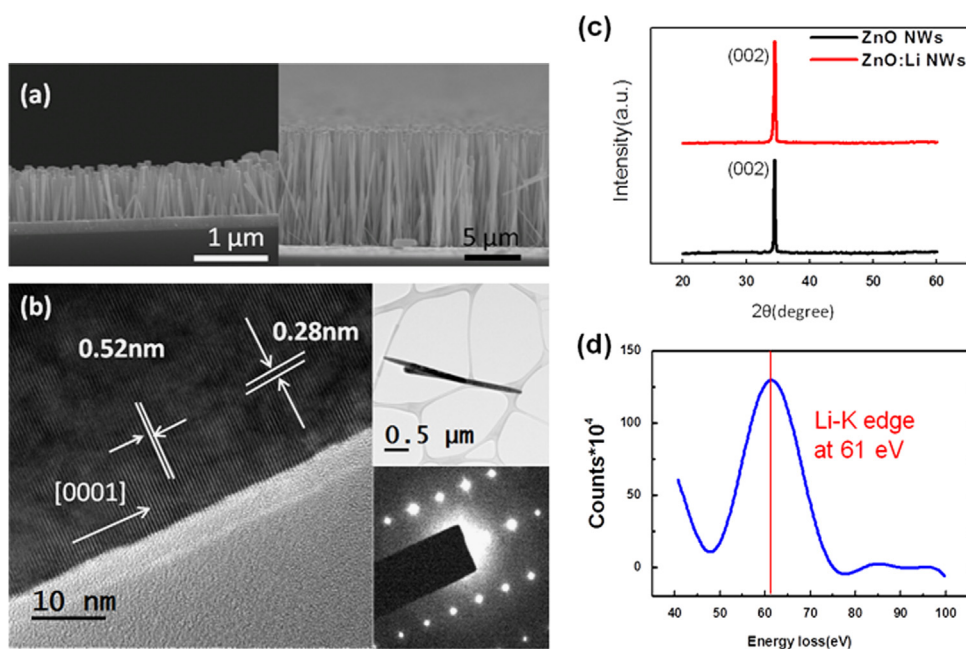 (a)
1 µm
5 µm
(b)
0.52nm
0.28nm
[0001]
10 nm
0.5 µm
(c)
ZnO NWs
ZnO:Li NWs
(002)
(002)
Intensity(a.u.)
20 30 40 50 60
2θ(degree)
(d)
150
125
100
50
0
Counts*10⁴
Li-K edge
at 61 eV
40 50 60 70 80 90 100
Energy loss(eV)